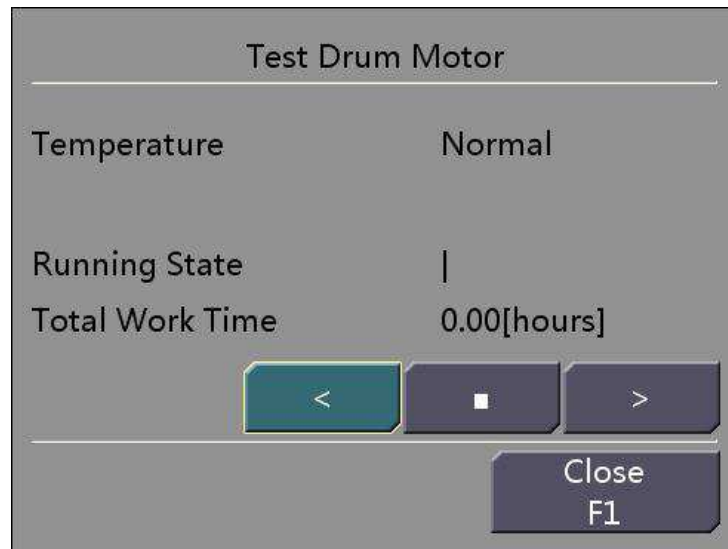 Test Drum Motor
Temperature Normal
Running State |
Total Work Time 0.00[hours]
< ■ >
Close
F1